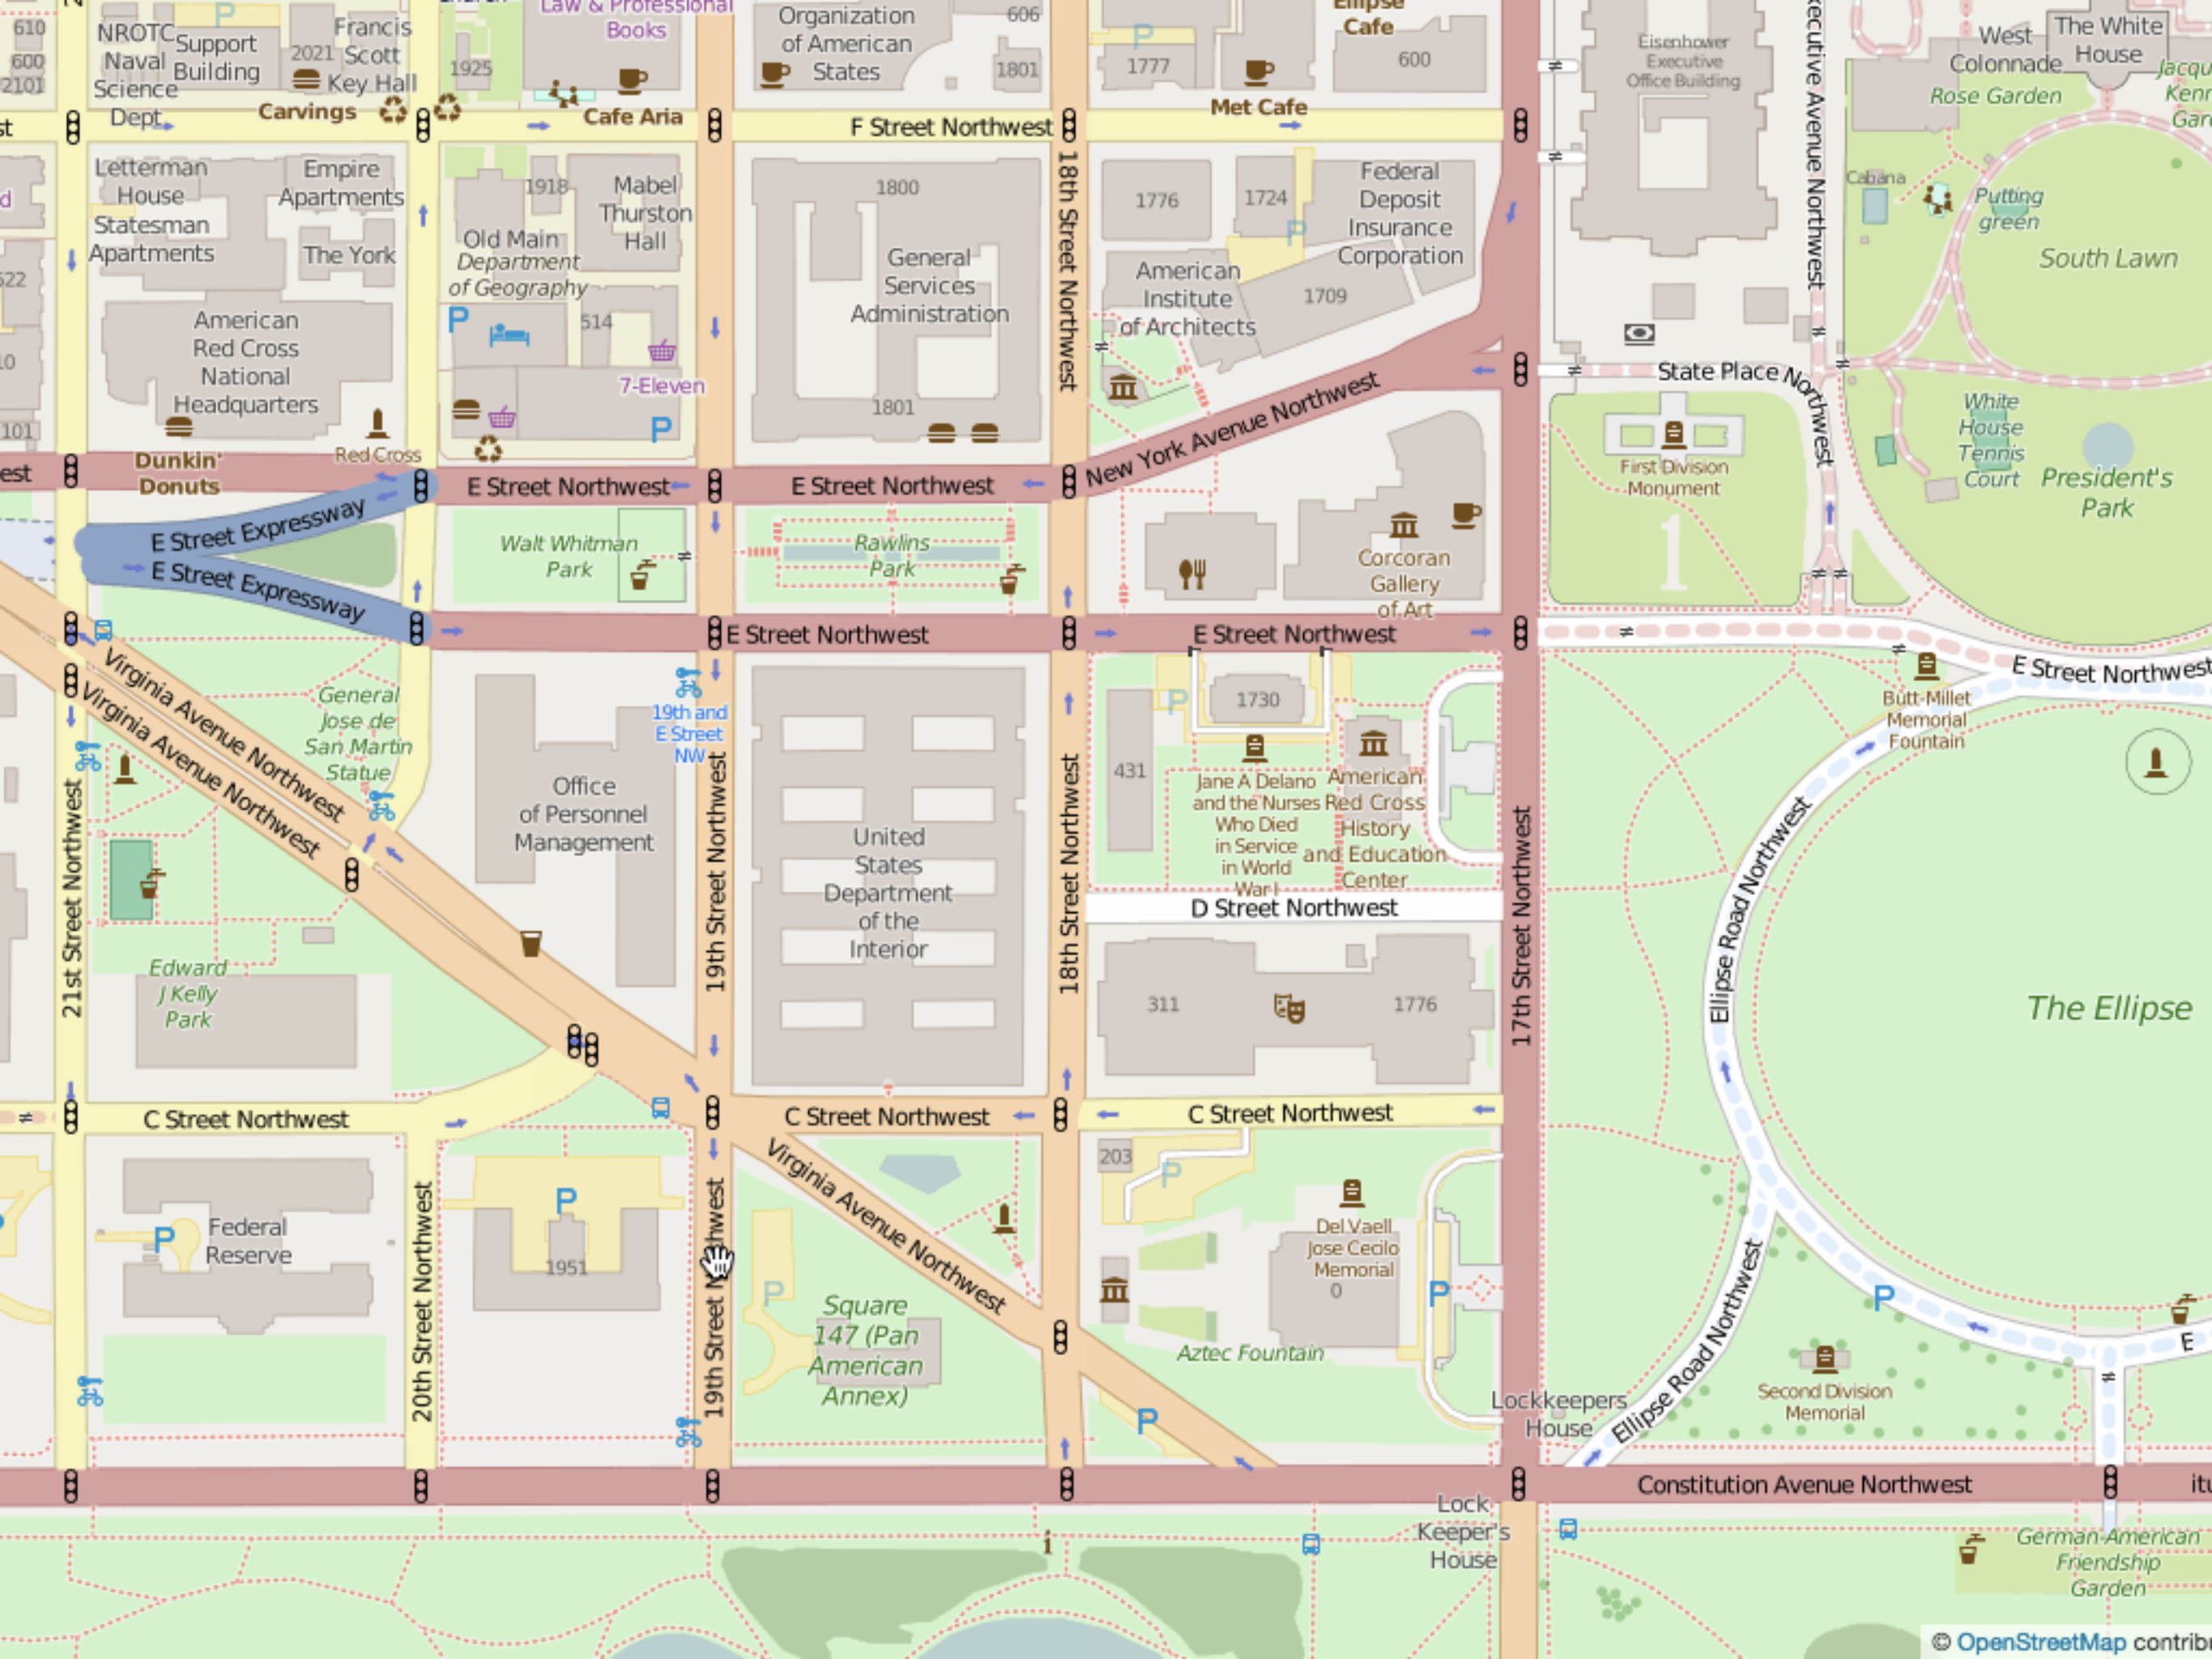 610
600
2101
NROTC
Naval
Science
Dept
Support
Building
2021
Francis
Scott
Key Hall
Carvings
1925
Law & Professional
Books
Cafe Aria
Organization
of American
States
606
1801
P
1777
Ellipse
Cafe
600
Met Cafe
Eisenhower
Executive
Office Building
West
Colonnade
The White
House
Rose Garden
F Street Northwest
Letterman
House
Statesman
Apartments
Empire
Apartments
The York
American
Red Cross
National
Headquarters
Red Cross
Dunkin'
Donuts
101
1918
Mabel
Thurston
Hall
Old Main
Department
of Geography
P
514
7-Eleven
P
1800
General
Services
Administration
1801
18th Street Northwest
1776
1724
P
Federal
Deposit
Insurance
Corporation
American
Institute
of Architects
1709
New York Avenue Northwest
Executive Avenue Northwest
Cabana
Putting
green
South Lawn
State Place Northwest
First Division
Monument
1
White
House
Tennis
Court
President's
Park
E Street Northwest
E Street Northwest
E Street Expressway
E Street Expressway
Walt Whitman
Park
Rawlins
Park
Corcoran
Gallery
of Art
E Street Northwest
E Street Northwest
E Street Northwest
Butt-Millet
Memorial
Fountain
Virginia Avenue Northwest
Virginia Avenue Northwest
General
Jose de
San Martin
Statue
19th and
E Street
NW
Office
of Personnel
Management
19th Street Northwest
United
States
Department
of the
Interior
18th Street Northwest
431
P
1730
Jane A Delano
and the Nurses
Who Died
in Service
in World
War I
American
Red Cross
History
and Education
Center
D Street Northwest
17th Street Northwest
Ellipse Road Northwest
The Ellipse
21st Street Northwest
Edward
J Kelly
Park
311
1776
C Street Northwest
C Street Northwest
C Street Northwest
P
Federal
Reserve
20th Street Northwest
P
1951
19th Street Northwest
Virginia Avenue Northwest
P
Square
147 (Pan
American
Annex)
203
P
Del Vaell
Jose Cecilo
Memorial
0
Aztec Fountain
P
P
Lockkeepers
House
Ellipse Road Northwest
P
Second Division
Memorial
E
Constitution Avenue Northwest
Lock
Keeper's
House
i
German-American
Friendship
Garden
© OpenStreetMap contribu